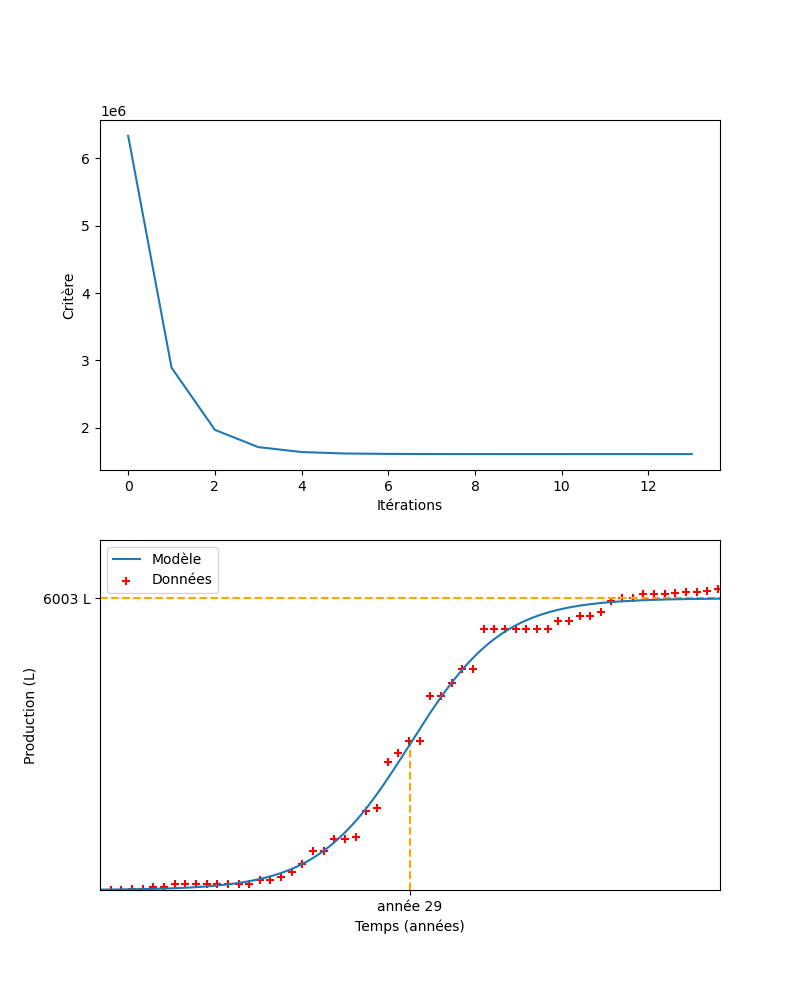 1e6
6
5
4
3
2
Critère
0 2 4 6 8 10 12
Itérations
Modèle
Données
6003 L
Production (L)
année 29
Temps (années)